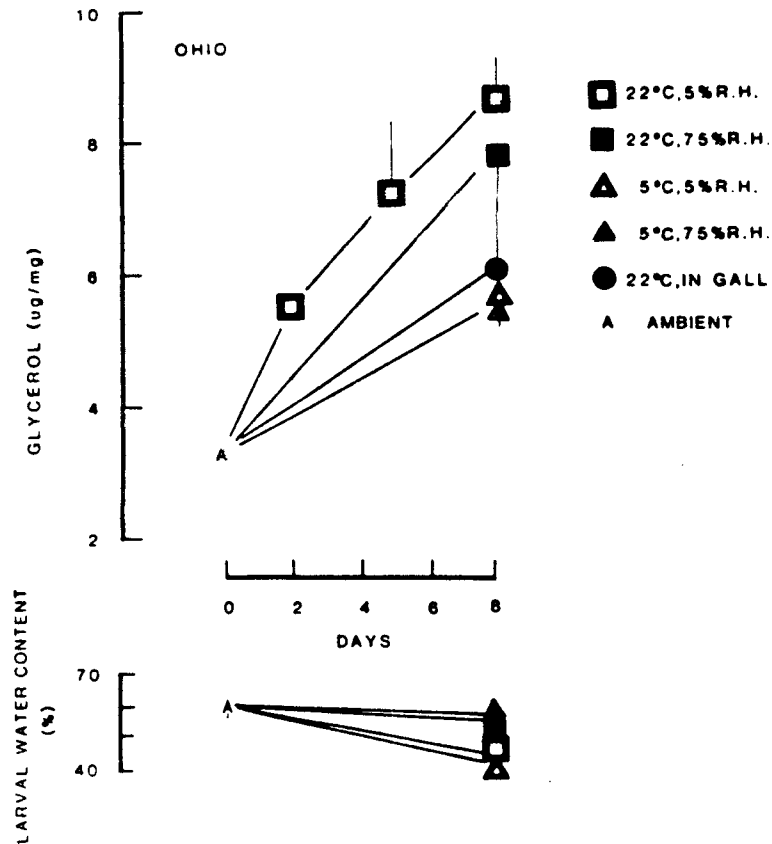 OHIO
10
8
6
4
2
GLYCEROL (ug/mg)
22°C,5%R.H.
22°C,75%R.H.
5°C,5%R.H.
5°C,75%R.H.
22°C,IN GALL
A AMBIENT
A
0 2 4 6 8
DAYS
LARVAL WATER CONTENT
(%)
70
40
A